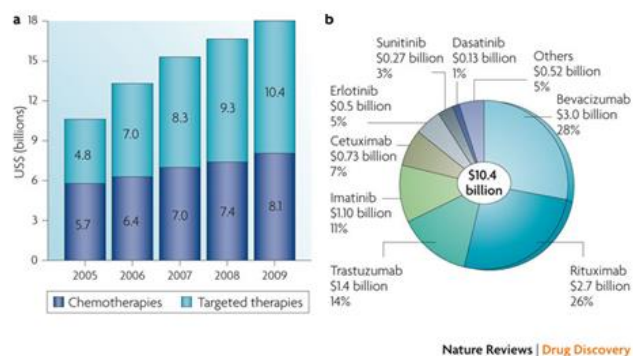 a
US$ (billions)
18
15
12
9
6
3
0
4.8
7.0
8.3
9.3
10.4
5.7
6.4
7.0
7.4
8.1
2005
2006
2007
2008
2009
Chemotherapies
Targeted therapies
b
Sunitinib
$0.27 billion
3%
Dasatinib
$0.13 billion
1%
Others
$0.52 billion
5%
Bevacizumab
$3.0 billion
28%
Erlotinib
$0.5 billion
5%
Cetuximab
$0.73 billion
7%
$10.4
billion
Imatinib
$1.10 billion
11%
Trastuzumab
$1.4 billion
14%
Rituximab
$2.7 billion
26%
Nature Reviews | Drug Discovery